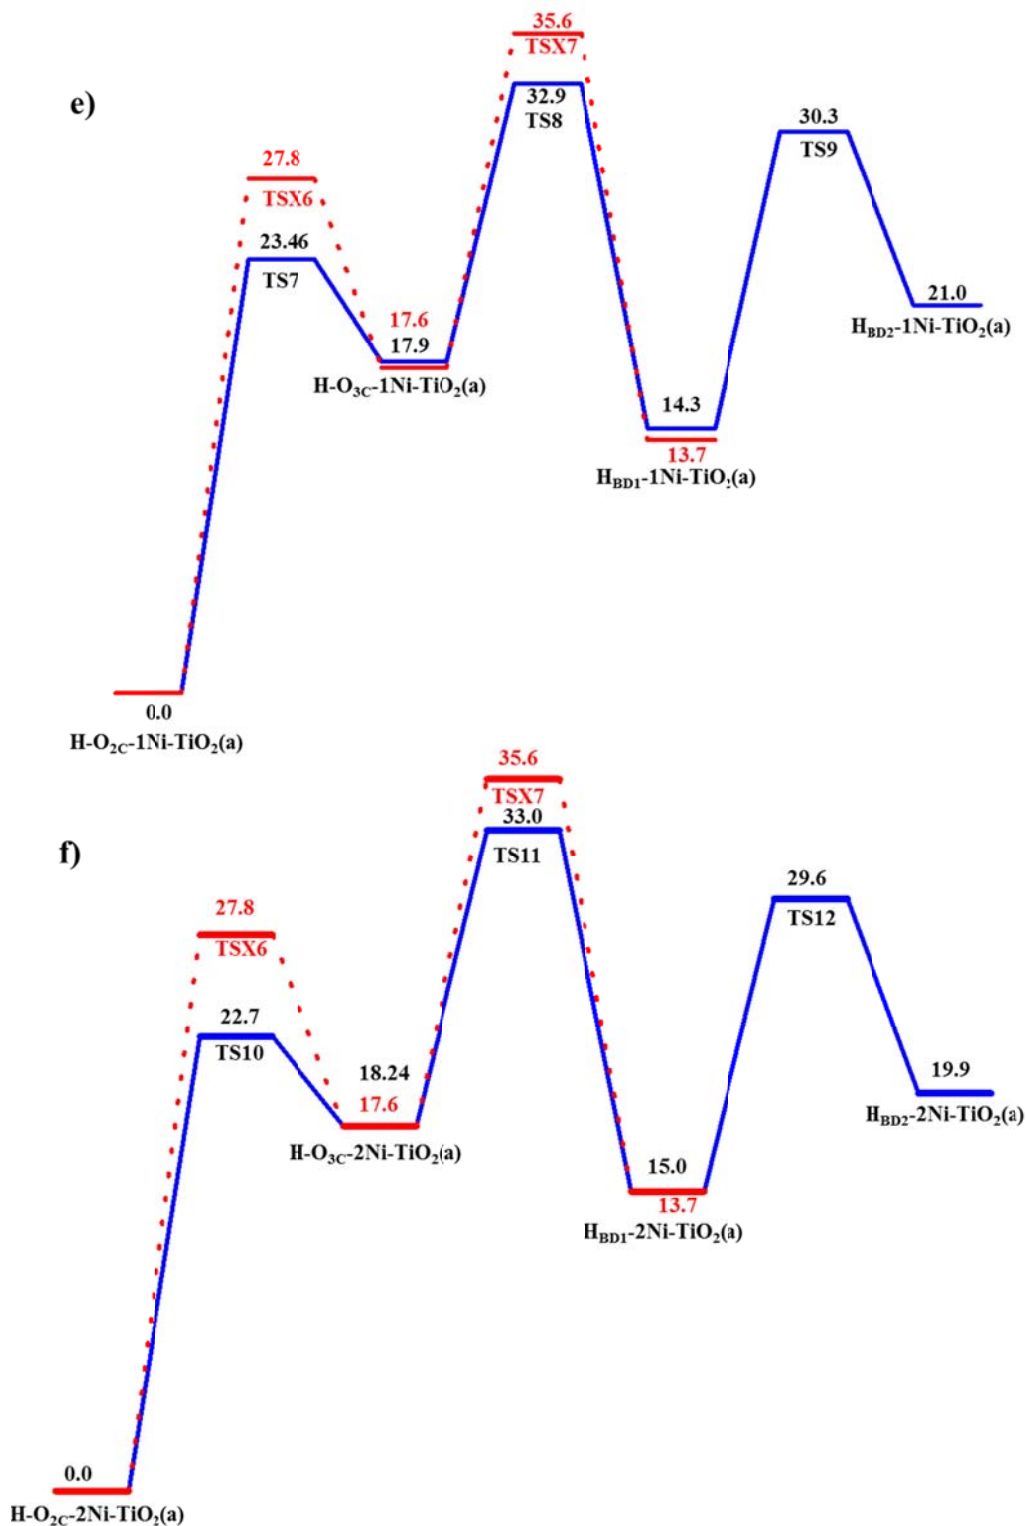 35.6
TSX7
e)
32.9
TS8
30.3
TS9
27.8
TSX6
23.46
TS7
17.6
17.9
H-O3C-1Ni-TiO2(a)
21.0
HBD2-1Ni-TiO2(a)
14.3
13.7
HBD1-1Ni-TiO2(a)
0.0
H-O2C-1Ni-TiO2(a)
35.6
TSX7
33.0
TS11
f)
29.6
TS12
27.8
TSX6
22.7
TS10
18.24
17.6
H-O3C-2Ni-TiO2(a)
19.9
HBD2-2Ni-TiO2(a)
15.0
13.7
HBD1-2Ni-TiO2(a)
0.0
H-O2C-2Ni-TiO2(a)